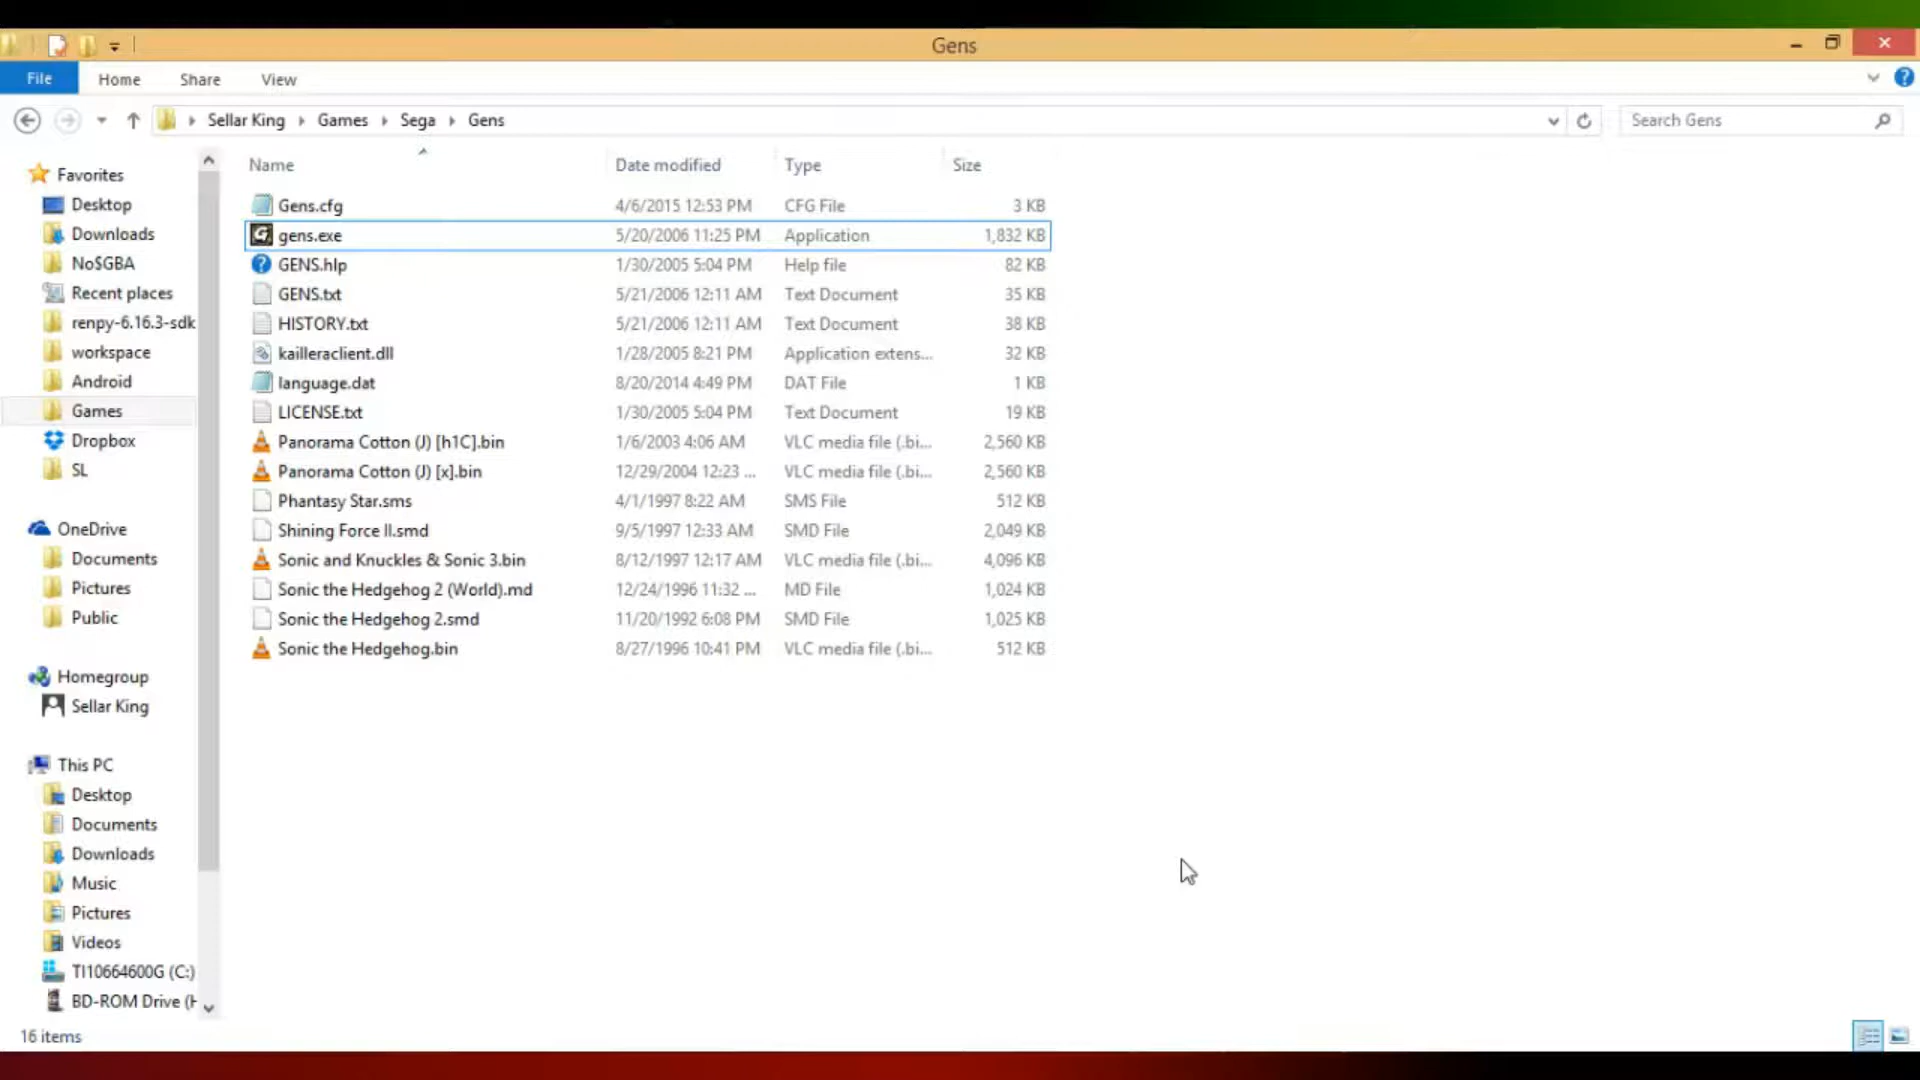 Gens
File Home Share View
Sellar King Games Sega Gens Search Gens
Name Date modified Type Size
Favorites
Desktop
Downloads
No$GBA
Recent places
renpy-6.16.3-sdk
workspace
Android
Games
Dropbox
SL
OneDrive
Documents
Pictures
Public
Homegroup
Sellar King
This PC
Desktop
Documents
Downloads
Music
Pictures
Videos
TI10664600G (C:)
BD-ROM Drive (H
Gens.cfg 4/6/2015 12:53 PM CFG File 3 KB
gens.exe 5/20/2006 11:25 PM Application 1,832 KB
GENS.hlp 1/30/2005 5:04 PM Help file 82 KB
GENS.txt 5/21/2006 12:11 AM Text Document 35 KB
HISTORY.txt 5/21/2006 12:11 AM Text Document 38 KB
kailleraclient.dll 1/28/2005 8:21 PM Application extens... 32 KB
language.dat 8/20/2014 4:49 PM DAT File 1 KB
LICENSE.txt 1/30/2005 5:04 PM Text Document 19 KB
Panorama Cotton (J) [h1C].bin 1/6/2003 4:06 AM VLC media file (.bi... 2,560 KB
Panorama Cotton (J) [x].bin 12/29/2004 12:23 ... VLC media file (.bi... 2,560 KB
Phantasy Star.sms 4/1/1997 8:22 AM SMS File 512 KB
Shining Force II.smd 9/5/1997 12:33 AM SMD File 2,049 KB
Sonic and Knuckles & Sonic 3.bin 8/12/1997 12:17 AM VLC media file (.bi... 4,096 KB
Sonic the Hedgehog 2 (World).md 12/24/1996 11:32 ... MD File 1,024 KB
Sonic the Hedgehog 2.smd 11/20/1992 6:08 PM SMD File 1,025 KB
Sonic the Hedgehog.bin 8/27/1996 10:41 PM VLC media file (.bi... 512 KB
16 items